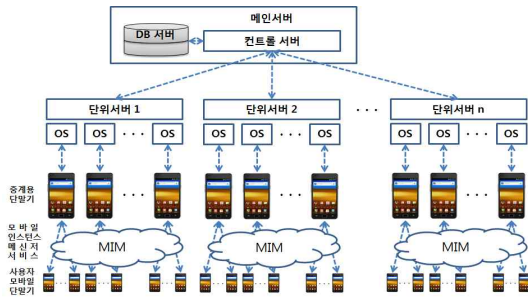 메인서버
DB 서버
컨트롤 서버
단위서버 1
단위서버 2
· · ·
단위서버 n
OS OS · · · OS
OS OS · · · OS
OS OS · · · OS
중계용
단말기
· · ·
· · ·
· · ·
모 바 일
인스턴스
메 신 저
서 비 스
MIM
MIM
MIM
사용자
모바일
단말기